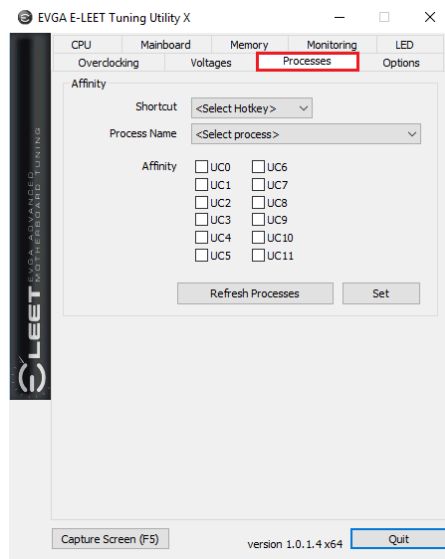 EVGA E-LEET Tuning Utility X
CPU Mainboard Memory Monitoring LED
Overclocking Voltages Processes Options
Affinity
Shortcut <Select Hotkey>
Process Name <Select process>
Affinity UC0 UC6
UC1 UC7
UC2 UC8
UC3 UC9
UC4 UC10
UC5 UC11
Refresh Processes Set
E-LEET EVGA ADVANCED
MOTHERBOARD TUNING
Capture Screen (F5) version 1.0.1.4 x64 Quit